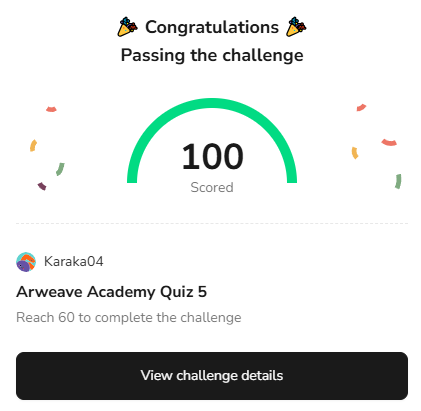 🎉 Congratulations 🎉
Passing the challenge
100
Scored
Karaka04
Arweave Academy Quiz 5
Reach 60 to complete the challenge
View challenge details